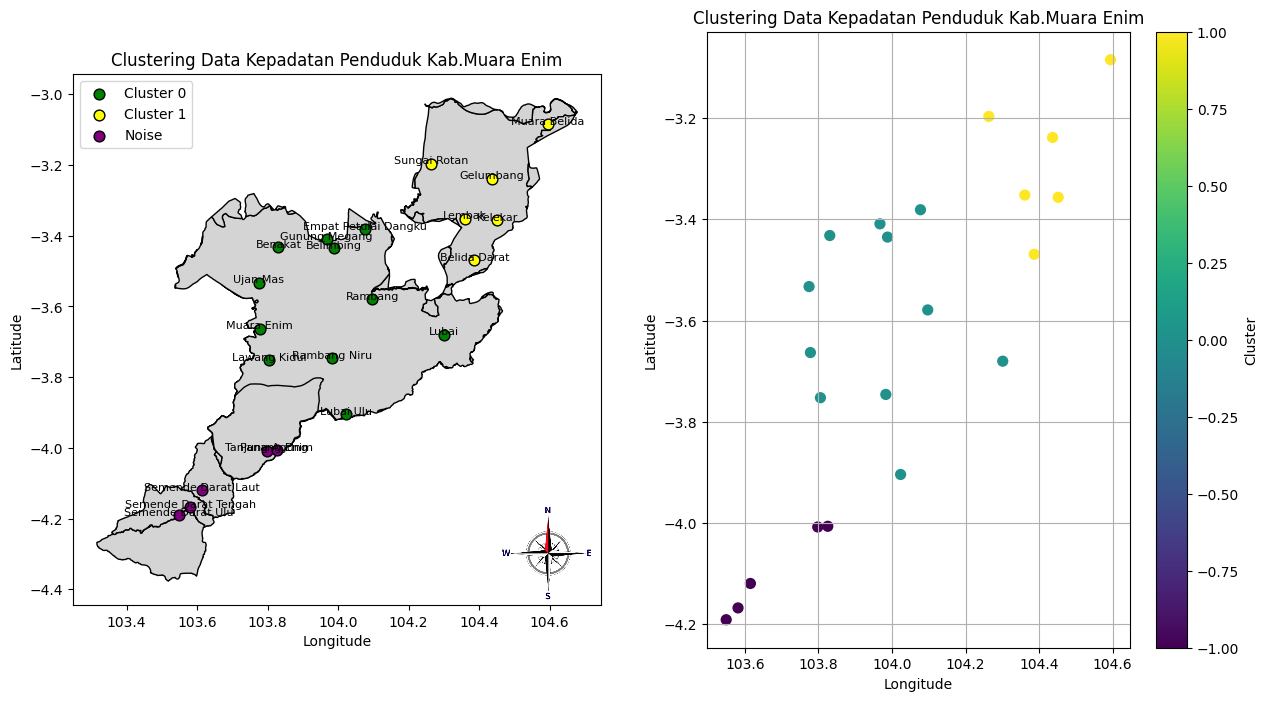 Clustering Data Kepadatan Penduduk Kab.Muara Enim
Cluster 0
Cluster 1
Noise
−3.0
−3.2
−3.4
−3.6
−3.8
−4.0
−4.2
−4.4
Latitude
Muara Belida
Sungai Rotan
Gelumbang
Lembak
Kelekar
Empat Petulai Dangku
Gunung Megang
Benakat
Belimbing
Belida Darat
Ujan Mas
Rambang
Muara Enim
Lubai
Lawang Kidul
Rambang Niru
Lubai Ulu
Tanjung Agung
Panang Enim
Semende Darat Laut
Semende Darat Tengah
Semende Darat Ulu
N
W
E
S
103.4
103.6
103.8
104.0
104.2
104.4
104.6
Longitude
Clustering Data Kepadatan Penduduk Kab.Muara Enim
−3.2
−3.4
−3.6
−3.8
−4.0
−4.2
Latitude
103.6
103.8
104.0
104.2
104.4
104.6
Longitude
1.00
0.75
0.50
0.25
0.00
−0.25
−0.50
−0.75
−1.00
Cluster